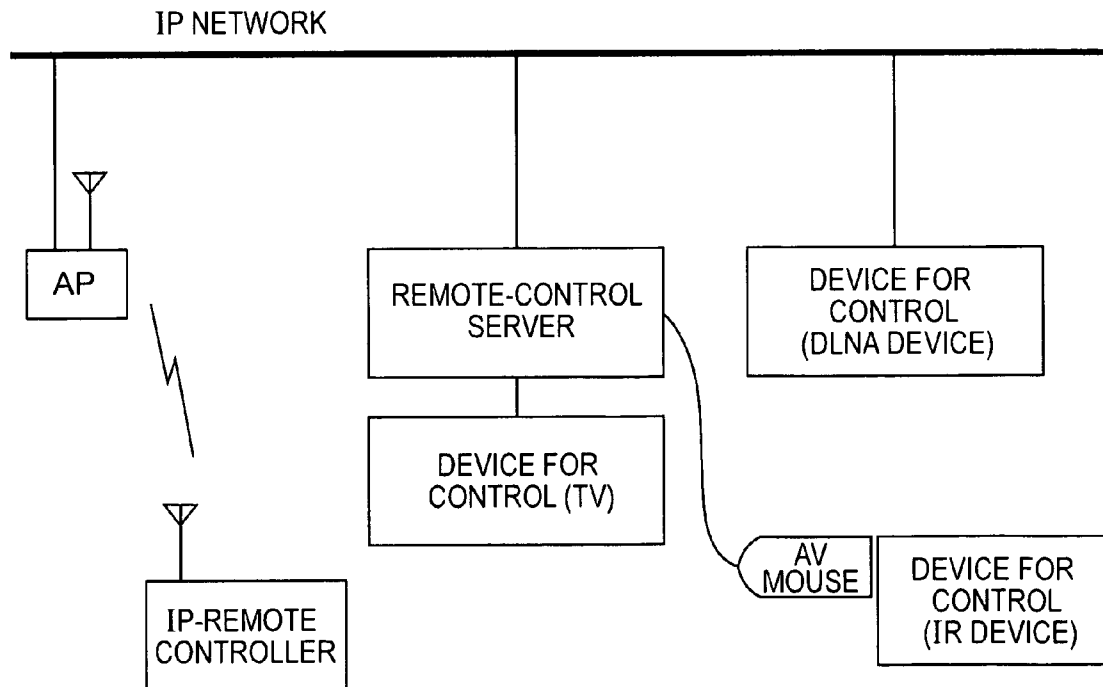 IP NETWORK
AP
REMOTE-CONTROL
SERVER
DEVICE FOR
CONTROL
(DLNA DEVICE)
DEVICE FOR
CONTROL (TV)
AV
MOUSE
DEVICE FOR
CONTROL
(IR DEVICE)
IP-REMOTE
CONTROLLER